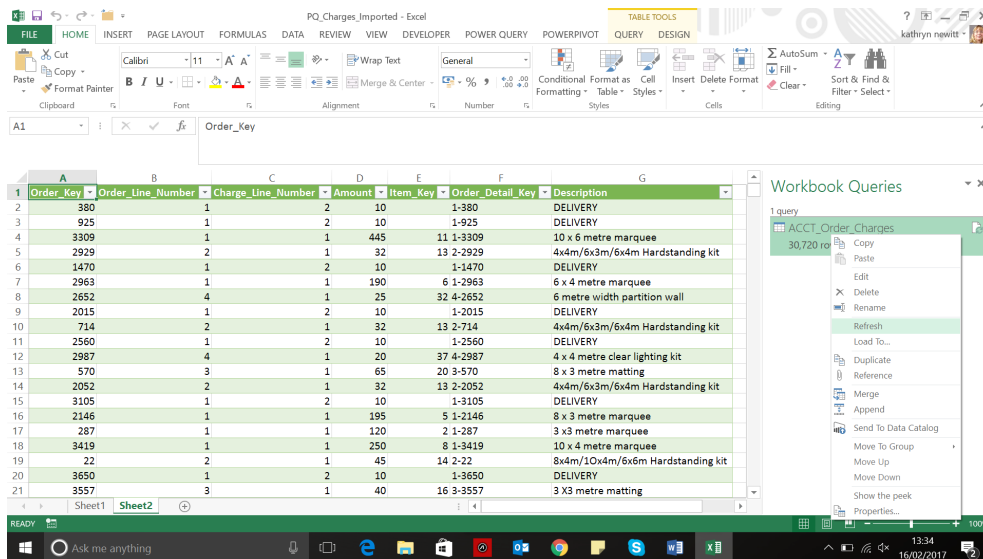 PQ_Charges_Imported - Excel
TABLE TOOLS
FILE HOME INSERT PAGE LAYOUT FORMULAS DATA REVIEW VIEW DEVELOPER POWER QUERY POWERPIVOT QUERY DESIGN
kathryn newitt
Paste
Cut
Copy
Format Painter
Clipboard
Calibri 11
B I U
Font
Wrap Text
Merge & Center
Alignment
General
Number
Conditional Formatting
Format as Table
Cell Styles
Styles
Insert Delete Format
Cells
AutoSum
Fill
Clear
Sort & Filter
Find & Select
Editing
A1 fx Order_Key
A B C D E F G
1 Order_Key Order_Line_Number Charge_Line_Number Amount Item_Key Order_Detail_Key Description
2 380 1 2 10 1-380 DELIVERY
3 925 1 2 10 1-925 DELIVERY
4 3309 1 1 445 11 1-3309 10 x 6 metre marquee
5 2929 2 1 32 13 2-2929 4x4m/6x3m/6x4m Hardstanding kit
6 1470 1 2 10 1-1470 DELIVERY
7 2963 1 1 190 6 1-2963 6 x 4 metre marquee
8 2652 4 1 25 32 4-2652 6 metre width partition wall
9 2015 1 2 10 1-2015 DELIVERY
10 714 2 1 32 13 2-714 4x4m/6x3m/6x4m Hardstanding kit
11 2560 1 2 10 1-2560 DELIVERY
12 2987 4 1 20 37 4-2987 4 x 4 metre clear lighting kit
13 570 3 1 65 20 3-570 8 x 3 metre matting
14 2052 2 1 32 13 2-2052 4x4m/6x3m/6x4m Hardstanding kit
15 3105 1 2 10 1-3105 DELIVERY
16 2146 1 1 195 5 1-2146 8 x 3 metre marquee
17 287 1 1 120 2 1-287 3 x3 metre marquee
18 3419 1 1 250 8 1-3419 10 x 4 metre marquee
19 22 2 1 45 14 2-22 8x4m/1Ox4m/6x6m Hardstanding kit
20 3650 1 2 10 1-3650 DELIVERY
21 3557 3 1 40 16 3-3557 3 X3 metre matting
Sheet1 Sheet2
Workbook Queries
1 query
ACCT_Order_Charges
30,720 ro
Copy
Paste
Edit
Delete
Rename
Refresh
Load To...
Duplicate
Reference
Merge
Append
Send To Data Catalog
Move To Group
Move Up
Move Down
Show the peek
Properties...
READY
100%
Ask me anything
13:34
16/02/2017
2